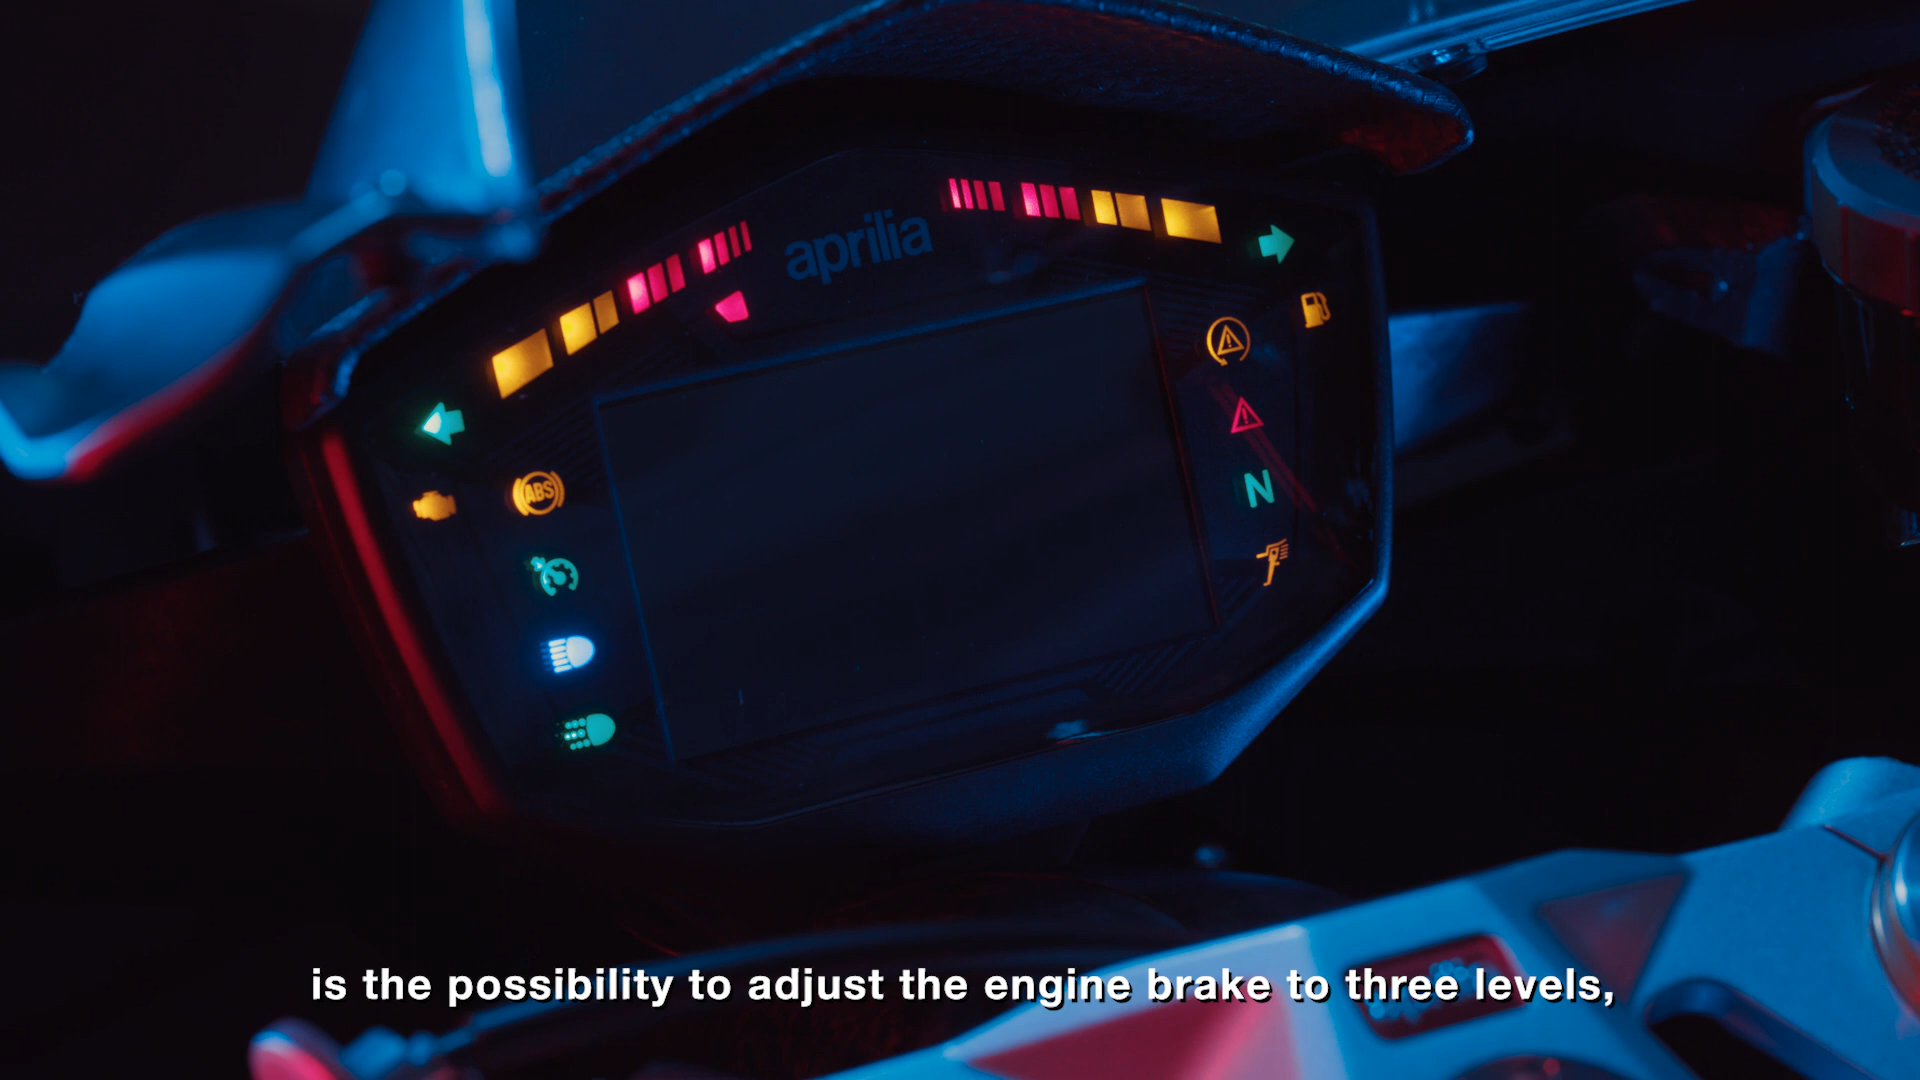 aprilia
ABS
N
is the possibility to adjust the engine brake to three levels,